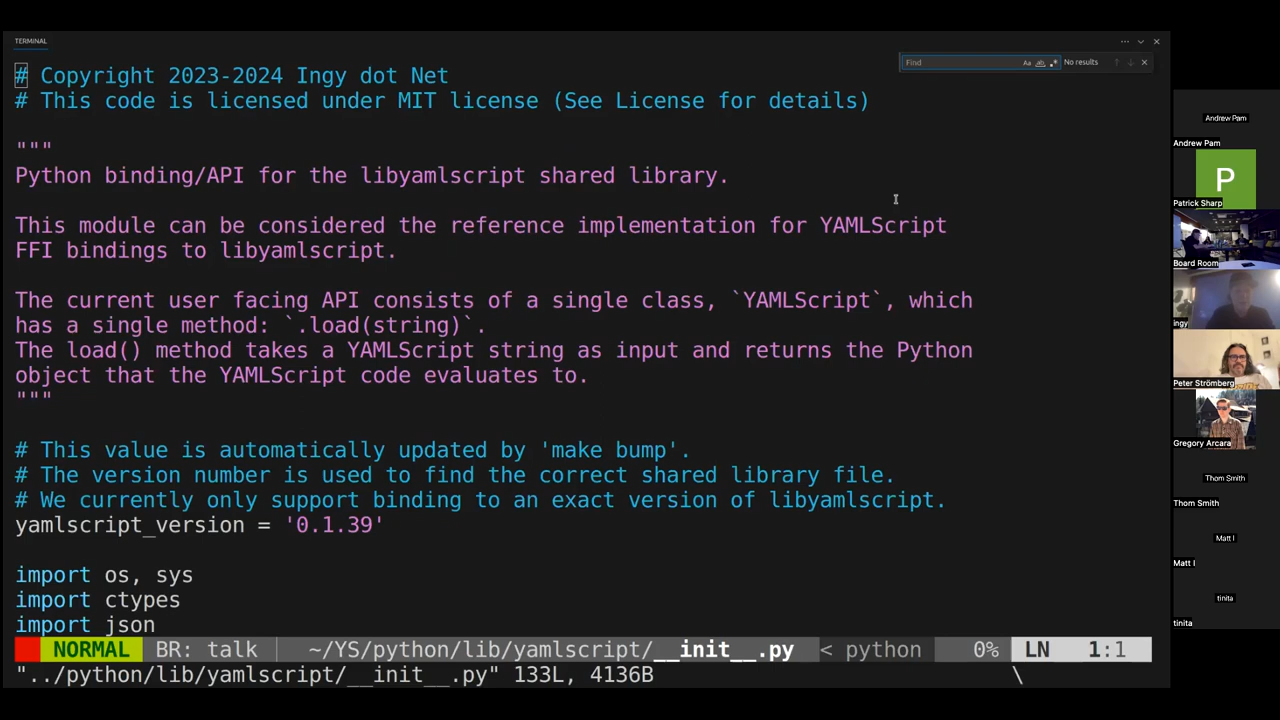 TERMINAL
Find
Aa
ab
No results
# Copyright 2023-2024 Ingy dot Net
# This code is licensed under MIT license (See License for details)
"""
Python binding/API for the libyamlscript shared library.
This module can be considered the reference implementation for YAMLScript
FFI bindings to libyamlscript.
The current user facing API consists of a single class, `YAMLScript`, which
has a single method: `.load(string)`.
The load() method takes a YAMLScript string as input and returns the Python
object that the YAMLScript code evaluates to.
"""
# This value is automatically updated by 'make bump'.
# The version number is used to find the correct shared library file.
# We currently only support binding to an exact version of libyamlscript.
yamlscript_version = '0.1.39'
import os, sys
import ctypes
import json
NORMAL BR: talk ~/YS/python/lib/yamlscript/__init__.py < python 0% LN 1:1
"../python/lib/yamlscript/__init__.py" 133L, 4136B \
Andrew Pam
Andrew Pam
P
Patrick Sharp
Board Room
ingy
Peter Strömberg
Gregory Arcara
Thom Smith
Thom Smith
Matt I
Matt I
tinita
tinita